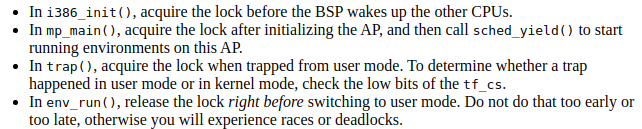 • In i386_init(), acquire the lock before the BSP wakes up the other CPUs.
• In mp_main(), acquire the lock after initializing the AP, and then call sched_yield() to start
running environments on this AP.
• In trap(), acquire the lock when trapped from user mode. To determine whether a trap
happened in user mode or in kernel mode, check the low bits of the tf_cs.
• In env_run(), release the lock right before switching to user mode. Do not do that too early or
too late, otherwise you will experience races or deadlocks.